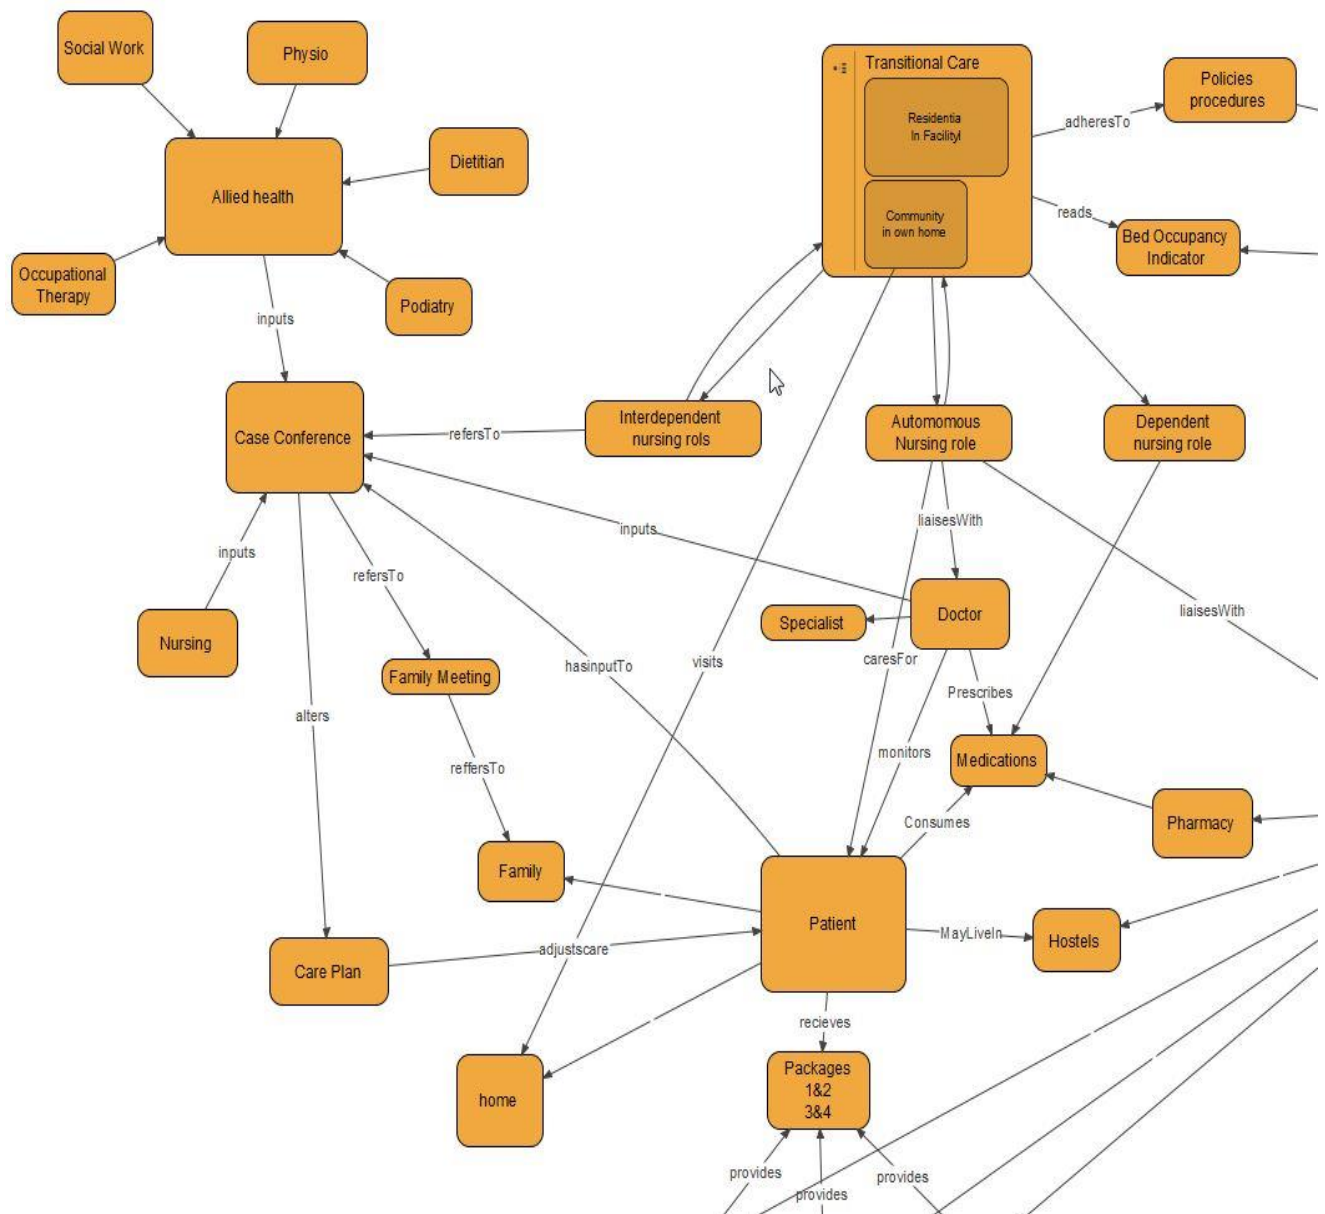 Social Work
Physio
Transitional Care
Policies
procedures
Residentia
In Facilityl
adheresTo
Dietitian
Allied health
Community
in own home
reads
Bed Occupancy
Indicator
Occupational
Therapy
Podiatry
inputs
Case Conference
refersTo
Interdependent
nursing rols
Automomous
Nursing role
Dependent
nursing role
inputs
liaisesWith
inputs
refersTo
liaisesWith
Nursing
Specialist
Doctor
Family Meeting
hasinputTo
visits
caresFor
Prescribes
alters
monitors
Medications
reffersTo
Consumes
Pharmacy
Family
Patient
MayLiveIn
Hostels
Care Plan
adjustscare
recieves
home
Packages
1&2
3&4
provides
provides
provides